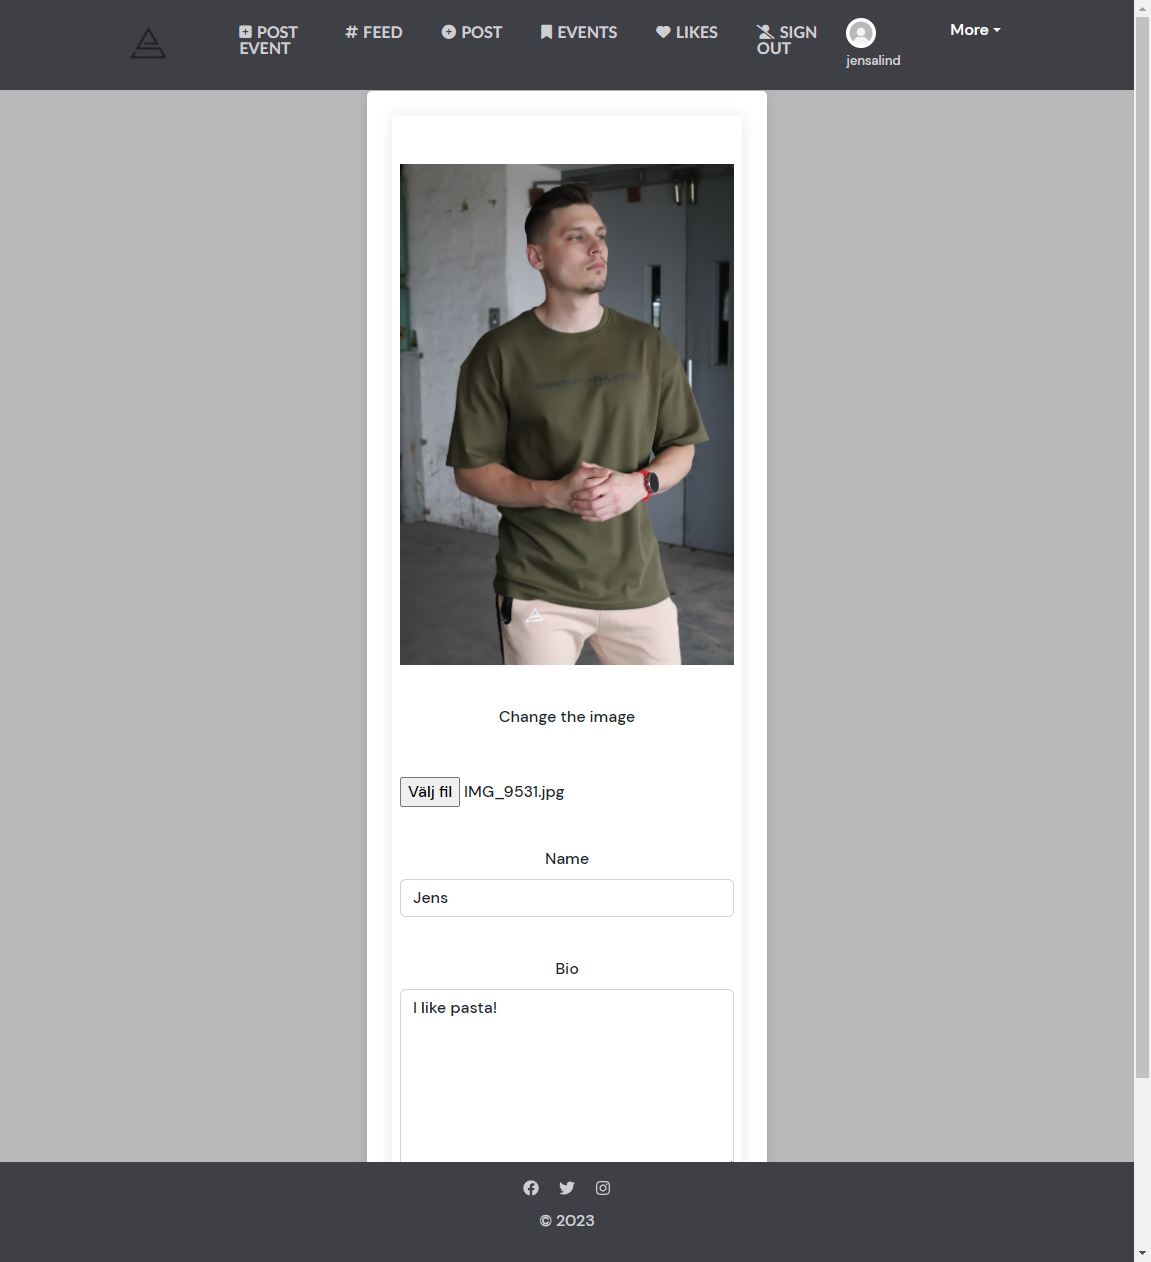 POST EVENT
FEED
POST
EVENTS
LIKES
SIGN OUT
jensalind
More
Change the image
Välj fil IMG_9531.jpg
Name
Jens
Bio
I like pasta!
© 2023